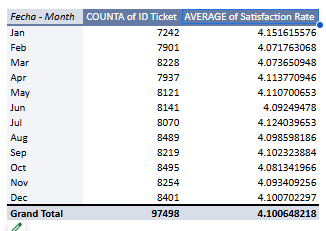 Fecha - Month COUNTA of ID Ticket AVERAGE of Satisfaction Rate
Jan 7242 4.151615576
Feb 7901 4.071763068
Mar 8228 4.073650948
Apr 7937 4.113770946
May 8121 4.110700653
Jun 8141 4.09249478
Jul 8070 4.124039653
Aug 8489 4.098598186
Sep 8219 4.102323884
Oct 8495 4.081341966
Nov 8254 4.093409256
Dec 8401 4.100702297
Grand Total 97498 4.100648218